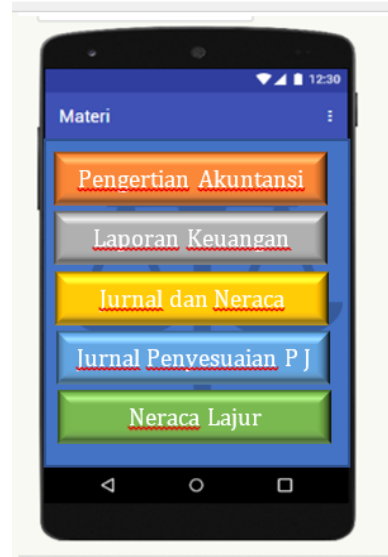 12:30
Materi
Pengertian Akuntansi
Laporan Keuangan
Jurnal dan Neraca
Jurnal Penyesuaian P J
Neraca Lajur